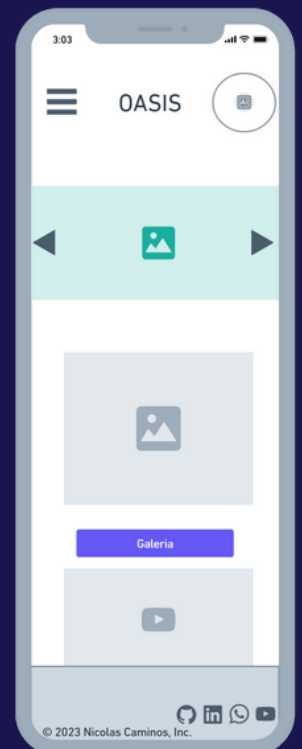 3:03
OASIS
AI
Galeria
© 2023 Nicolas Caminos, Inc.